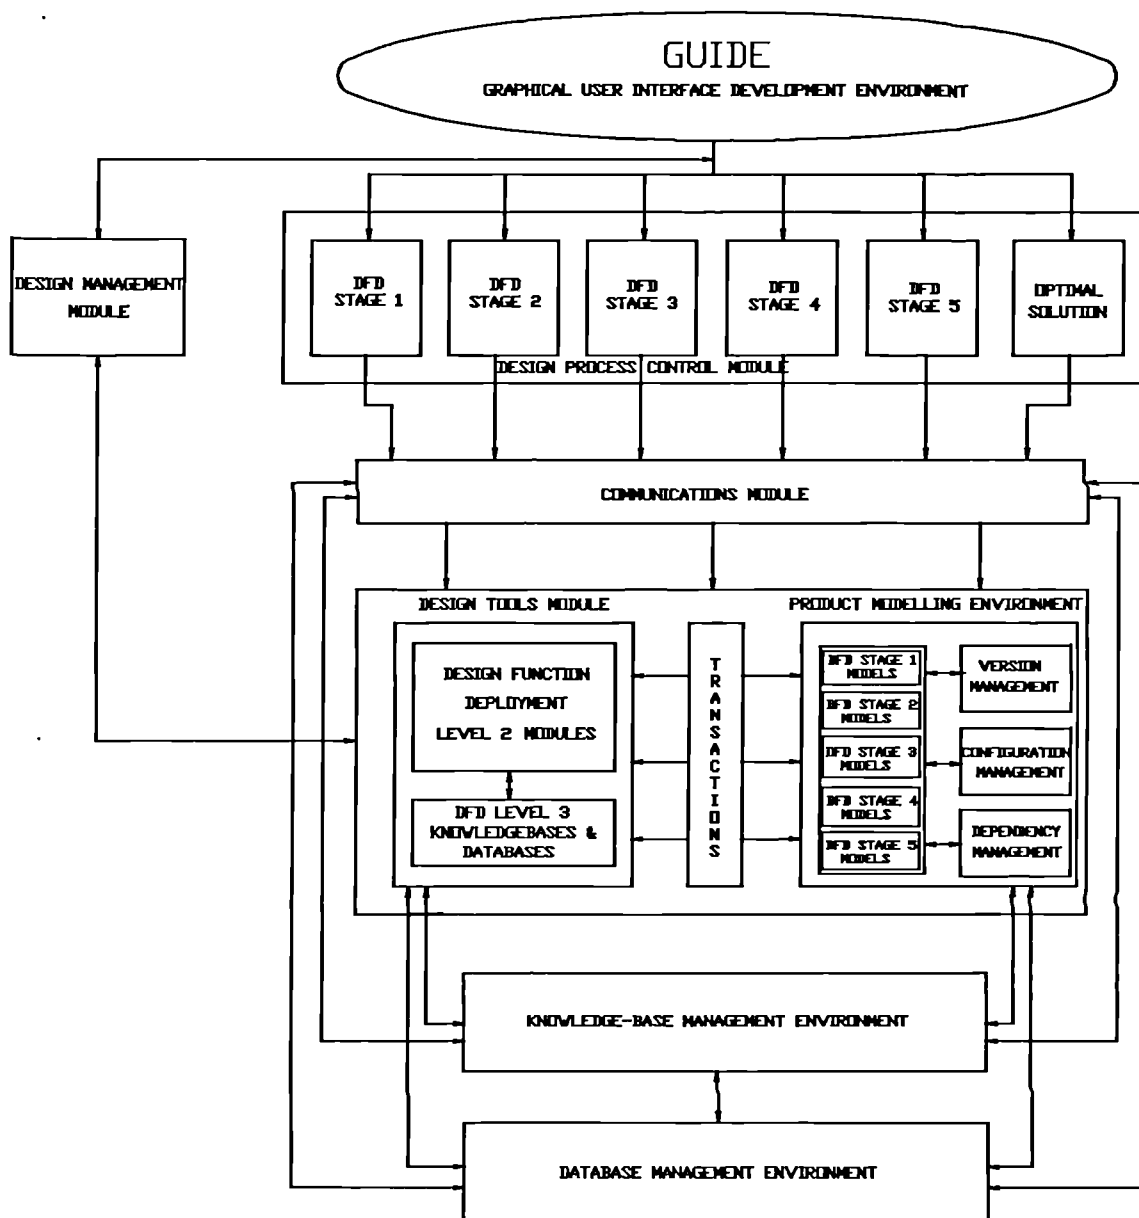 GUIDE
GRAPHICAL USER INTERFACE DEVELOPMENT ENVIRONMENT
DESIGN MANAGEMENT
MODULE
DFD
STAGE 1
DFD
STAGE 2
DFD
STAGE 3
DFD
STAGE 4
DFD
STAGE 5
OPTIMAL
SOLUTION
DESIGN PROCESS CONTROL MODULE
COMMUNICATIONS MODULE
DESIGN TOOLS MODULE
PRODUCT MODELLING ENVIRONMENT
DESIGN FUNCTION
DEPLOYMENT
LEVEL 2 MODULES
DFD LEVEL 3
KNOWLEDGEBASES &
DATABASES
T
R
A
N
S
A
C
T
I
O
N
S
DFD STAGE 1
MODELS
DFD STAGE 2
MODELS
DFD STAGE 3
MODELS
DFD STAGE 4
MODELS
DFD STAGE 5
MODELS
VERSION
MANAGEMENT
CONFIGURATION
MANAGEMENT
DEPENDENCY
MANAGEMENT
KNOWLEDGE-BASE MANAGEMENT ENVIRONMENT
DATABASE MANAGEMENT ENVIRONMENT